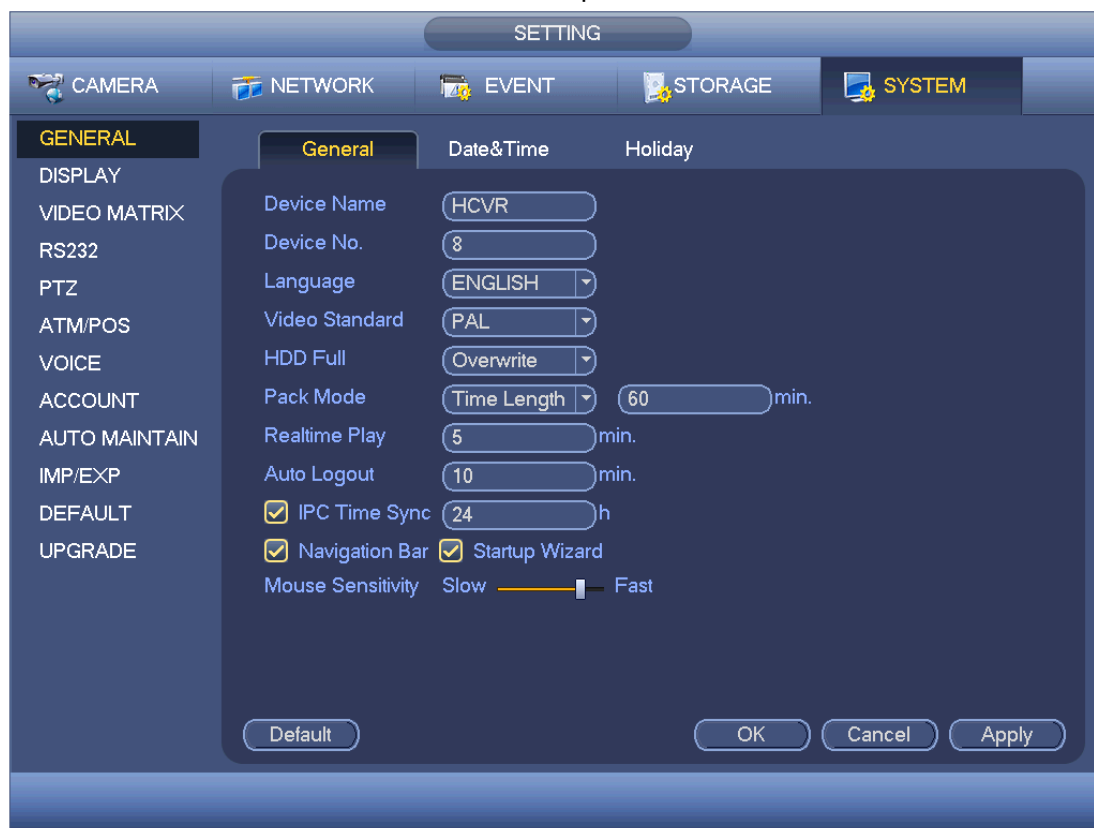 SETTING
CAMERA NETWORK EVENT STORAGE SYSTEM
GENERAL
DISPLAY
VIDEO MATRIX
RS232
PTZ
ATM/POS
VOICE
ACCOUNT
AUTO MAINTAIN
IMP/EXP
DEFAULT
UPGRADE
General Date&Time Holiday
Device Name HCVR
Device No. 8
Language ENGLISH
Video Standard PAL
HDD Full Overwrite
Pack Mode Time Length 60 min.
Realtime Play 5 min.
Auto Logout 10 min.
IPC Time Sync 24 h
Navigation Bar Startup Wizard
Mouse Sensitivity Slow Fast
Default OK Cancel Apply